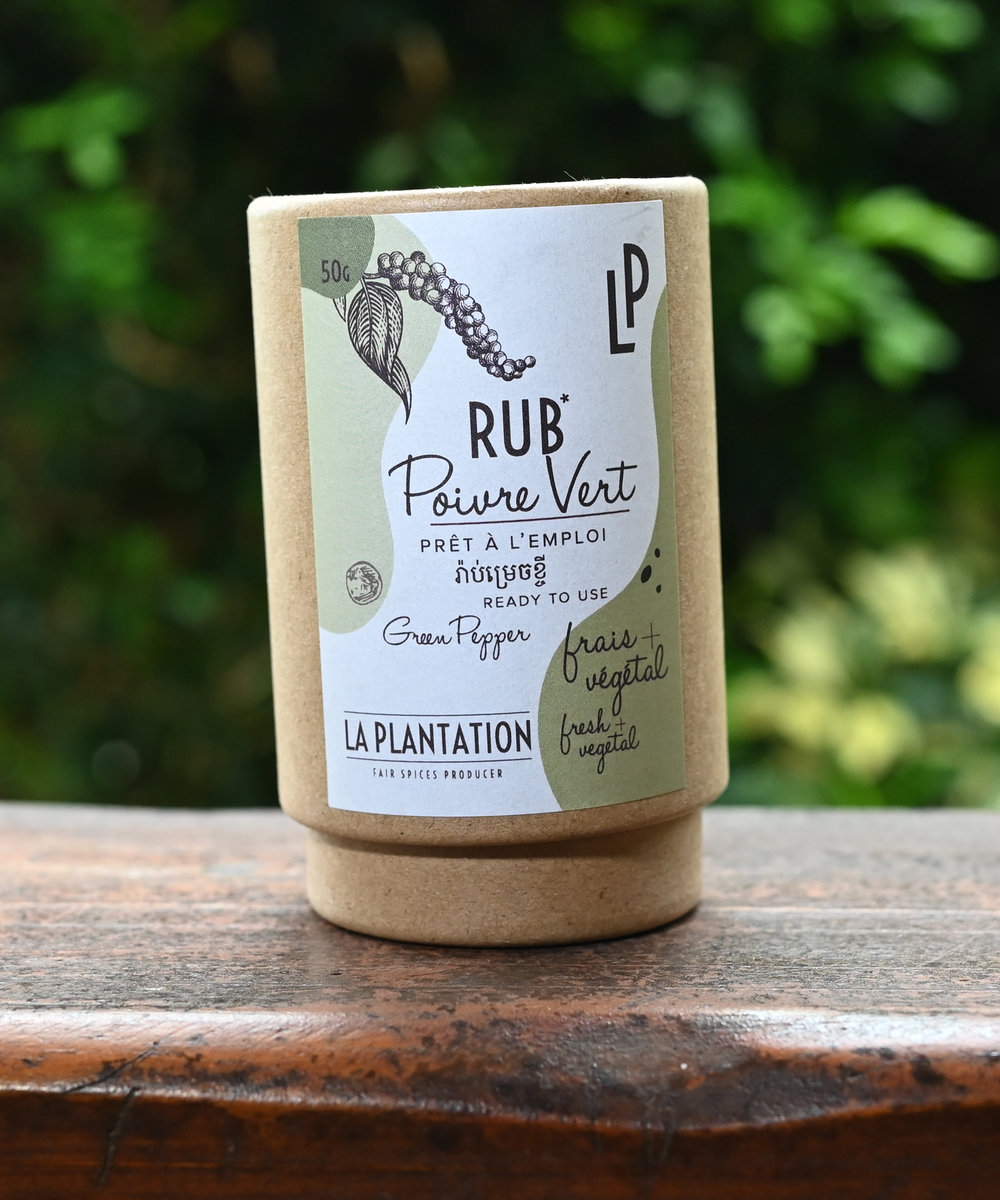 50G
LP
RUB*
Poivre Vert
PRÊT À L'EMPLOI
រ៉ាប់ម្រេចខ្ចី
READY TO USE
Green Pepper
frais +
végétal
fresh +
vegetal
LA PLANTATION
FAIR SPICES PRODUCER